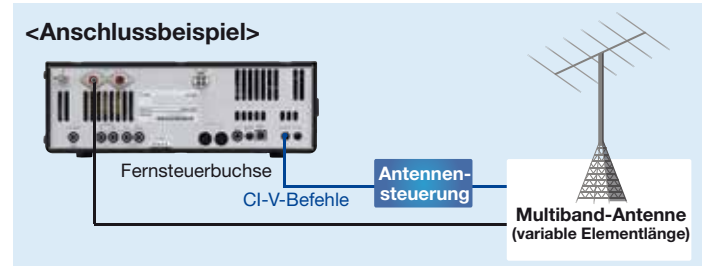 <Anschlussbeispiel>
Fernsteuerbuchse
CI-V-Befehle
Antennen-
steuerung
Multiband-Antenne
(variable Elementlänge)